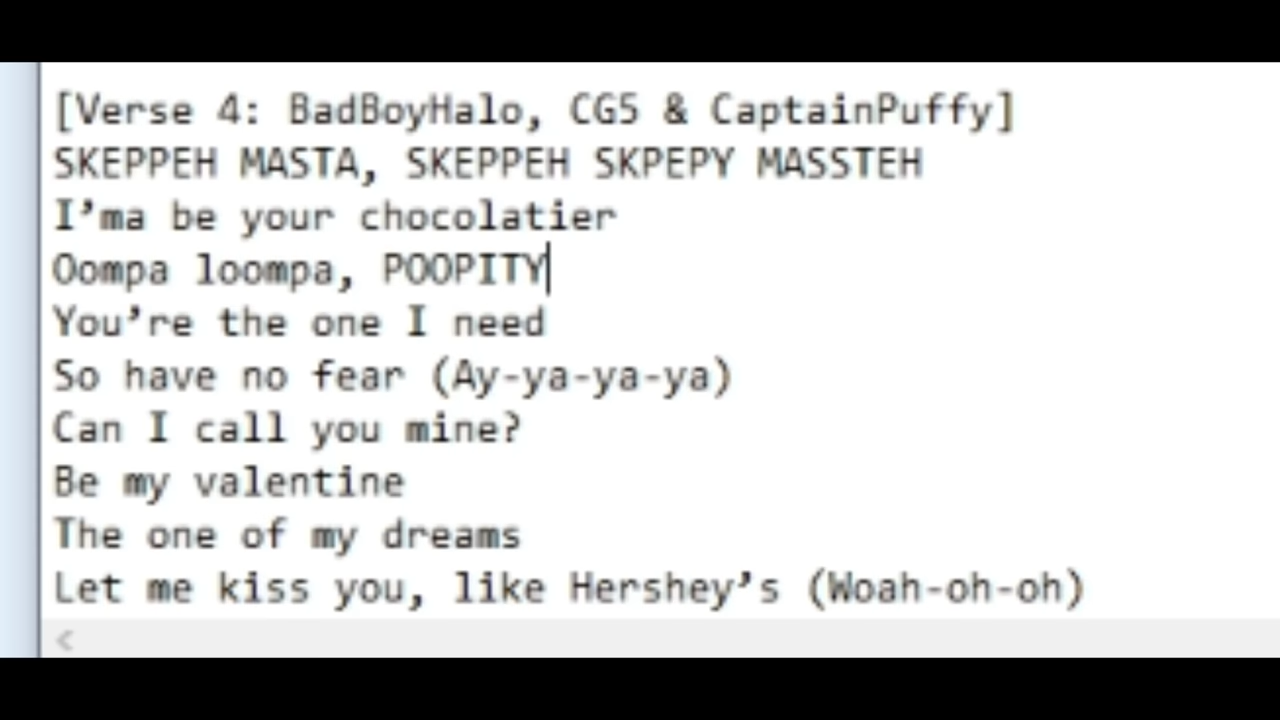 [Verse 4: BadBoyHalo, CG5 & CaptainPuffy]
SKEPPEH MASTA, SKEPPEH SKPEPY MASSTEH
I’ma be your chocolatier
Oompa loompa, POOPITY
You’re the one I need
So have no fear (Ay-ya-ya-ya)
Can I call you mine?
Be my valentine
The one of my dreams
Let me kiss you, like Hershey’s (Woah-oh-oh)